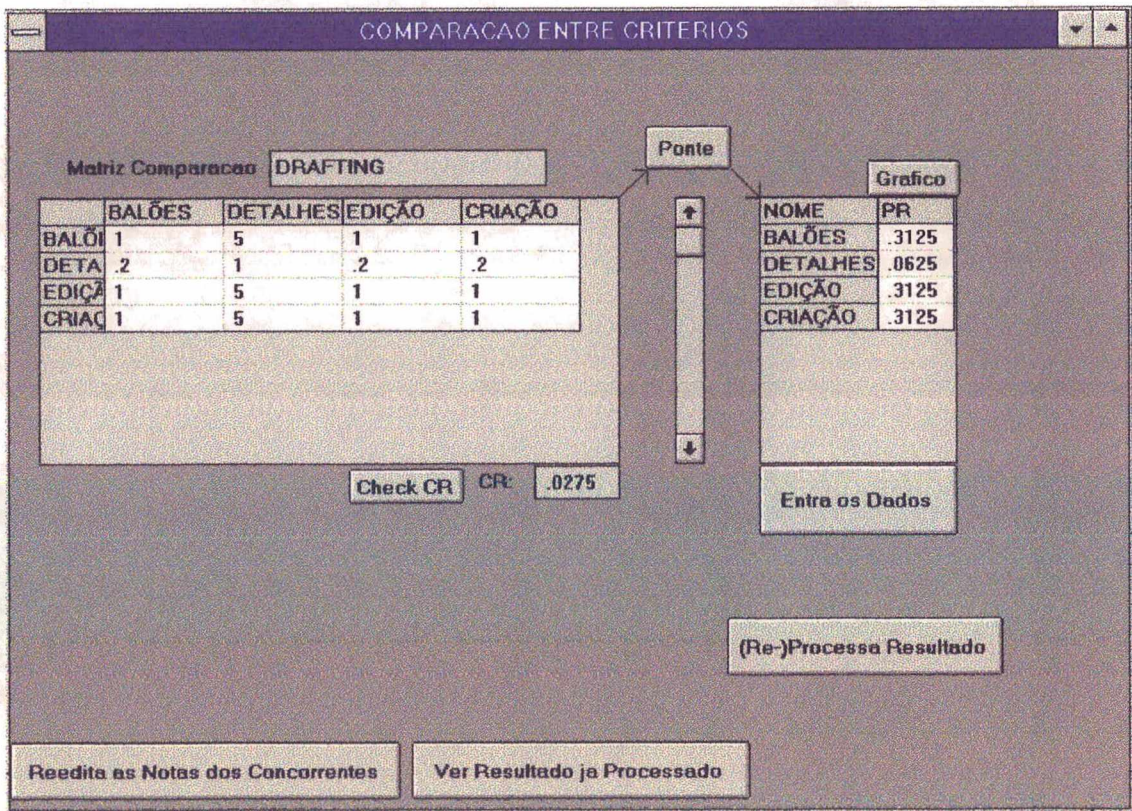 COMPARACAO ENTRE CRITERIOS
Ponte
Matriz Comparacao DRAFTING
Grafico
BALÕES DETALHES EDIÇÃO CRIAÇÃO
BALÕ 1 5 1 1
DETA .2 1 .2 .2
EDIÇÃ 1 5 1 1
CRIAÇ 1 5 1 1
NOME PR
BALÕES .3125
DETALHES .0625
EDIÇÃO .3125
CRIAÇÃO .3125
Check CR CR: .0275
Entra os Dados
(Re-)Processa Resultado
Reedita as Notas dos Concorrentes
Ver Resultado ja Processado